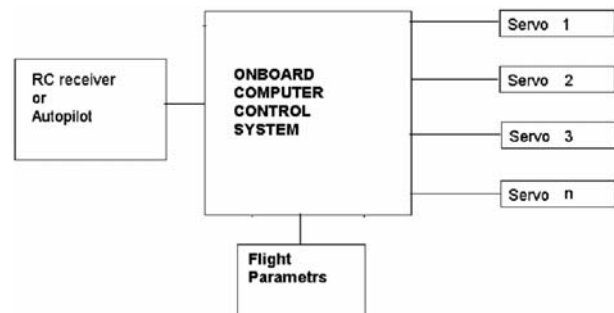 RC receiver
or
Autopilot
ONBOARD
COMPUTER
CONTROL
SYSTEM
Servo 1
Servo 2
Servo 3
Servo n
Flight
Parametrs